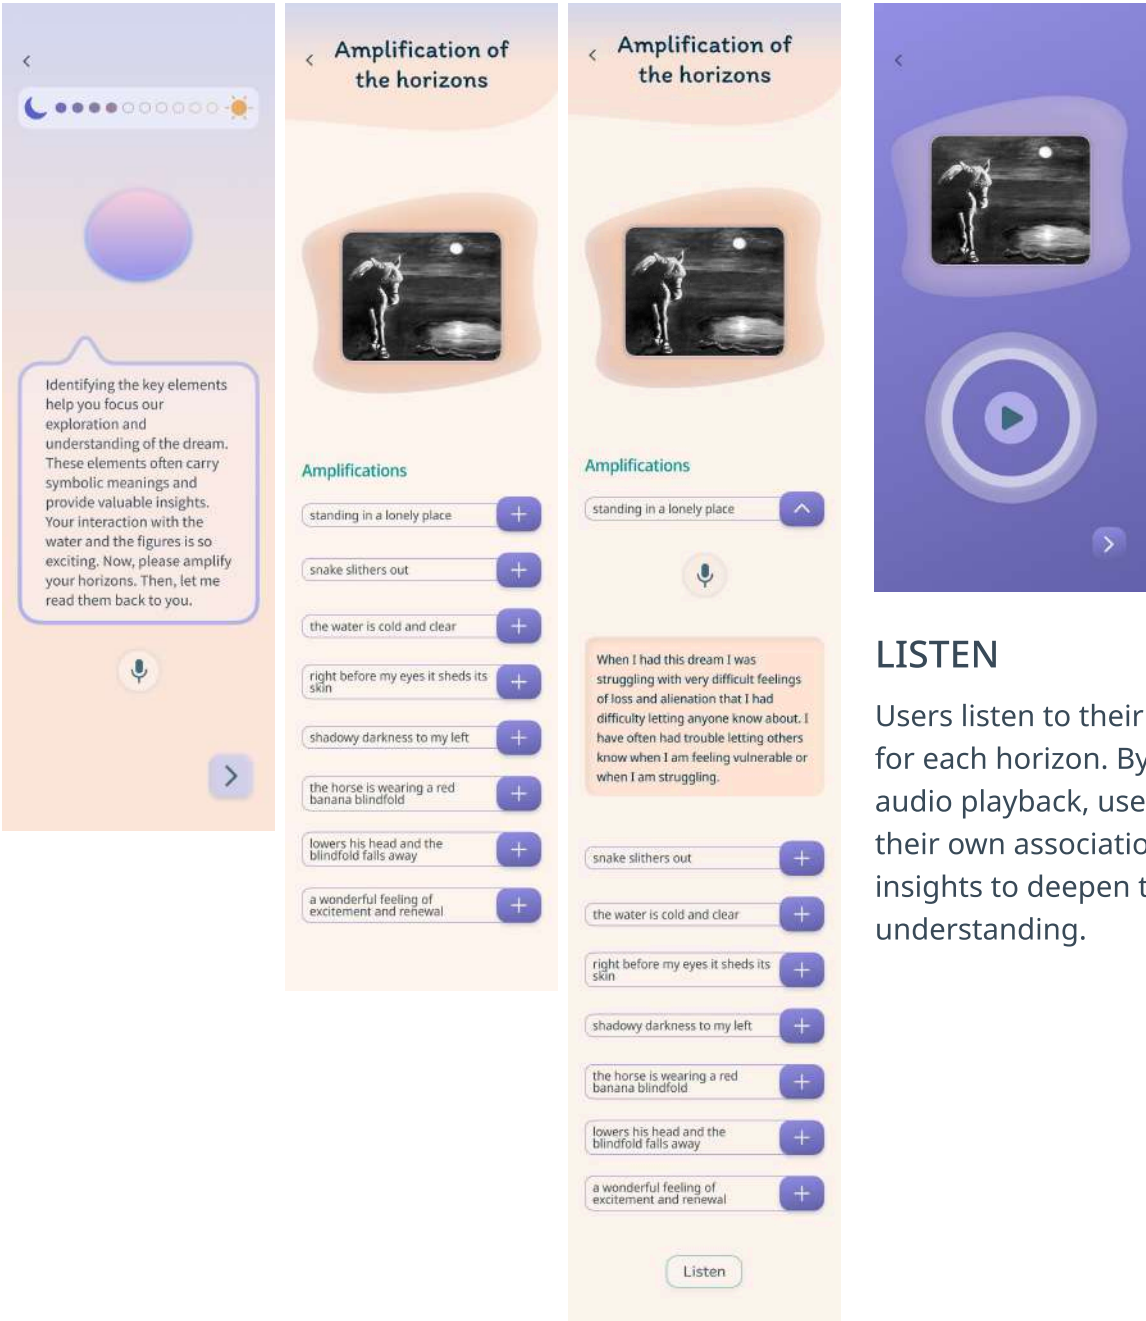 Identifying the key elements
help you focus our
exploration and
understanding of the dream.
These elements often carry
symbolic meanings and
provide valuable insights.
Your interaction with the
water and the figures is so
exciting. Now, please amplify
your horizons. Then, let me
read them back to you.
Amplification of
the horizons
Amplifications
standing in a lonely place
snake slithers out
the water is cold and clear
right before my eyes it sheds its
skin
shadowy darkness to my left
the horse is wearing a red
banana blindfold
lowers his head and the
blindfold falls away
a wonderful feeling of
excitement and renewal
Amplification of
the horizons
Amplifications
standing in a lonely place
When I had this dream I was
struggling with very difficult feelings
of loss and alienation that I had
difficulty letting anyone know about. I
have often had trouble letting others
know when I am feeling vulnerable or
when I am struggling.
snake slithers out
the water is cold and clear
right before my eyes it sheds its
skin
shadowy darkness to my left
the horse is wearing a red
banana blindfold
lowers his head and the
blindfold falls away
a wonderful feeling of
excitement and renewal
Listen
LISTEN
Users listen to their
for each horizon. By
audio playback, use
their own associatio
insights to deepen t
understanding.